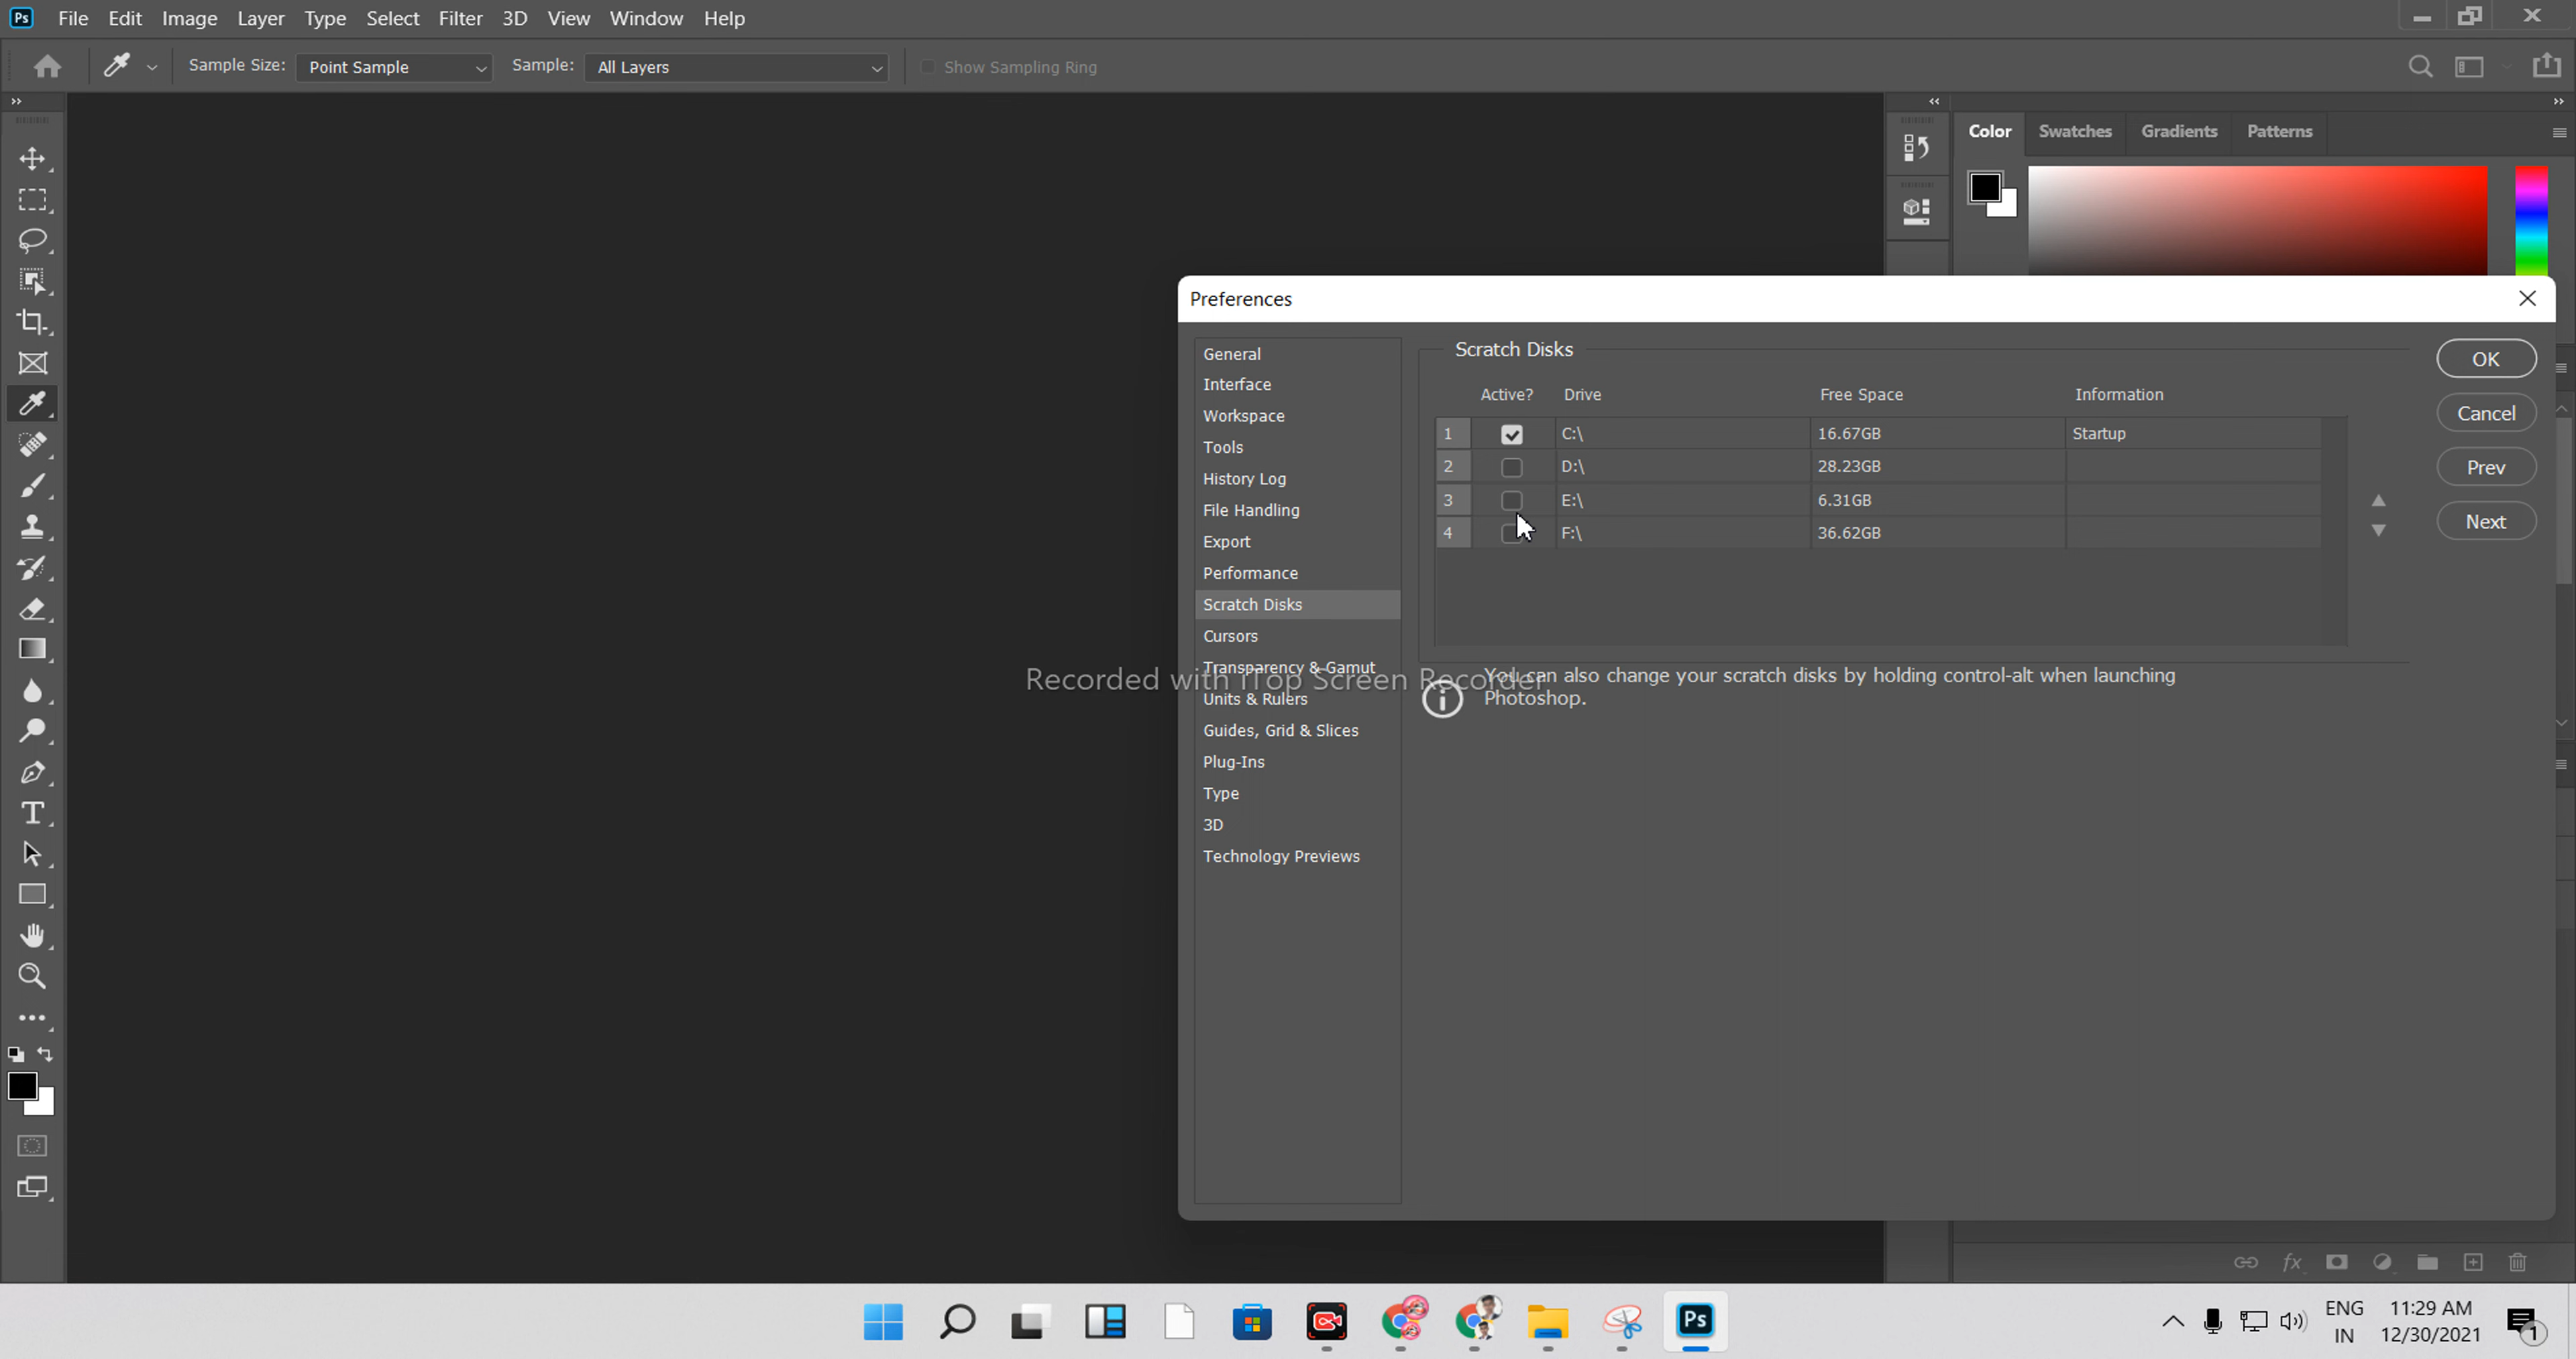 Ps File Edit Image Layer Type Select Filter 3D View Window Help
Sample Size: Point Sample Sample: All Layers Show Sampling Ring
Color Swatches Gradients Patterns
Preferences
General
Interface
Workspace
Tools
History Log
File Handling
Export
Performance
Scratch Disks
Cursors
Transparency & Gamut
Units & Rulers
Guides, Grid & Slices
Plug-Ins
Type
3D
Technology Previews
Scratch Disks
Active? Drive Free Space Information
1 C:\ 16.67GB Startup
2 D:\ 28.23GB
3 E:\ 6.31GB
4 F:\ 36.62GB
You can also change your scratch disks by holding control-alt when launching
Photoshop.
OK
Cancel
Prev
Next
Recorded with iTop Screen Recorder
fx
Ps
ENG
IN
11:29 AM
12/30/2021
1